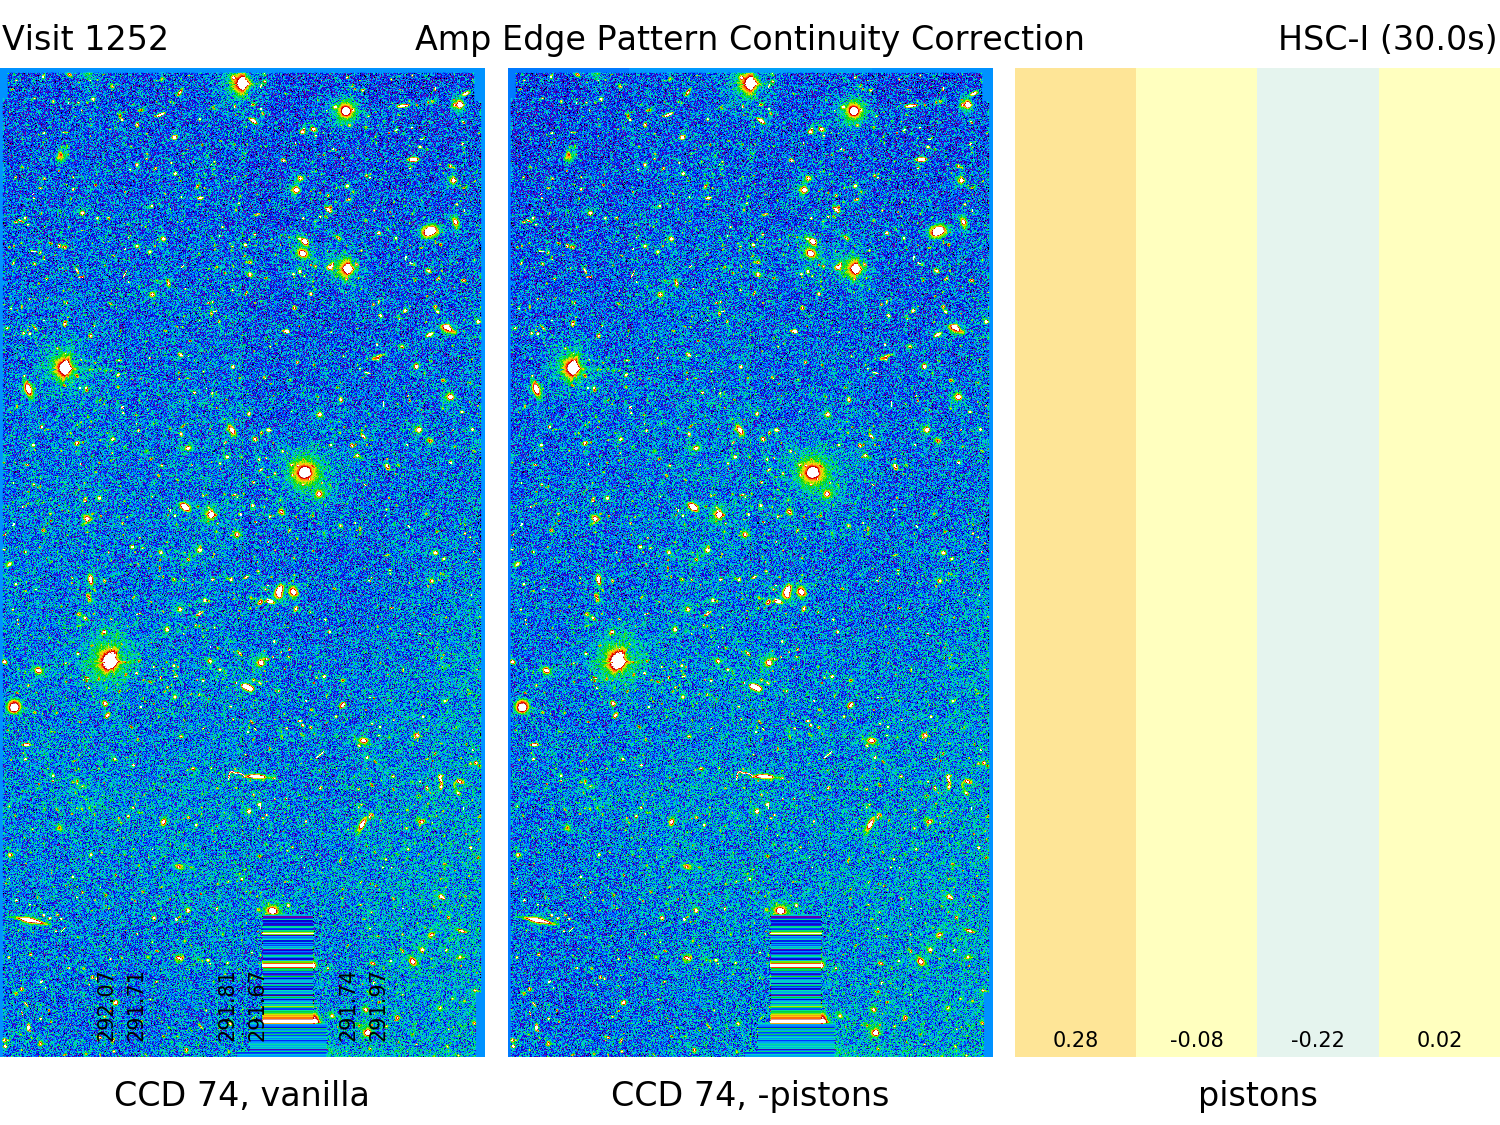 Visit 1252
Amp Edge Pattern Continuity Correction
HSC-I (30.0s)
292.07
291.71
291.81
291.67
291.74
291.97
0.28
-0.08
-0.22
0.02
CCD 74, vanilla
CCD 74, -pistons
pistons